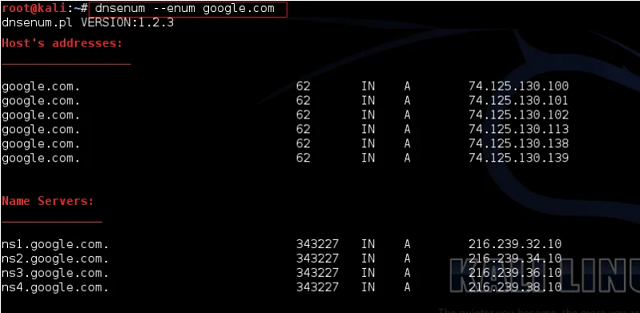 root@kali:~# dnsenum --enum google.com
dnsenum.pl VERSION:1.2.3
Host's addresses:
__________________
google.com. 62 IN A 74.125.130.100
google.com. 62 IN A 74.125.130.101
google.com. 62 IN A 74.125.130.102
google.com. 62 IN A 74.125.130.113
google.com. 62 IN A 74.125.130.138
google.com. 62 IN A 74.125.130.139
Name Servers:
______________
ns1.google.com. 343227 IN A 216.239.32.10
ns2.google.com. 343227 IN A 216.239.34.10
ns3.google.com. 343227 IN A 216.239.36.10
ns4.google.com. 343227 IN A 216.239.38.10
KALI LINU